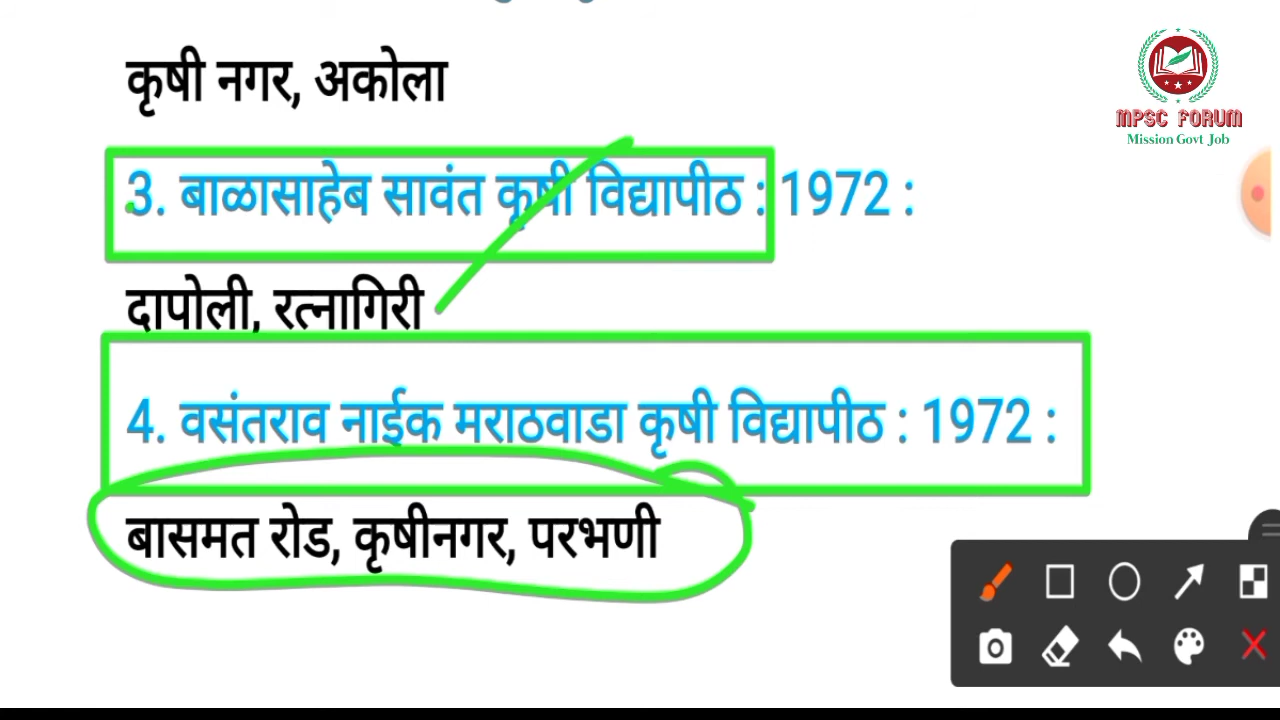 कृषी नगर, अकोला
MPSC FORUM
Mission Govt Job
3. बाळासाहेब सावंत कृषी विद्यापीठ : 1972 :
दापोली, रत्नागिरी
4. वसंतराव नाईक मराठवाडा कृषी विद्यापीठ : 1972 :
बासमत रोड, कृषीनगर, परभणी